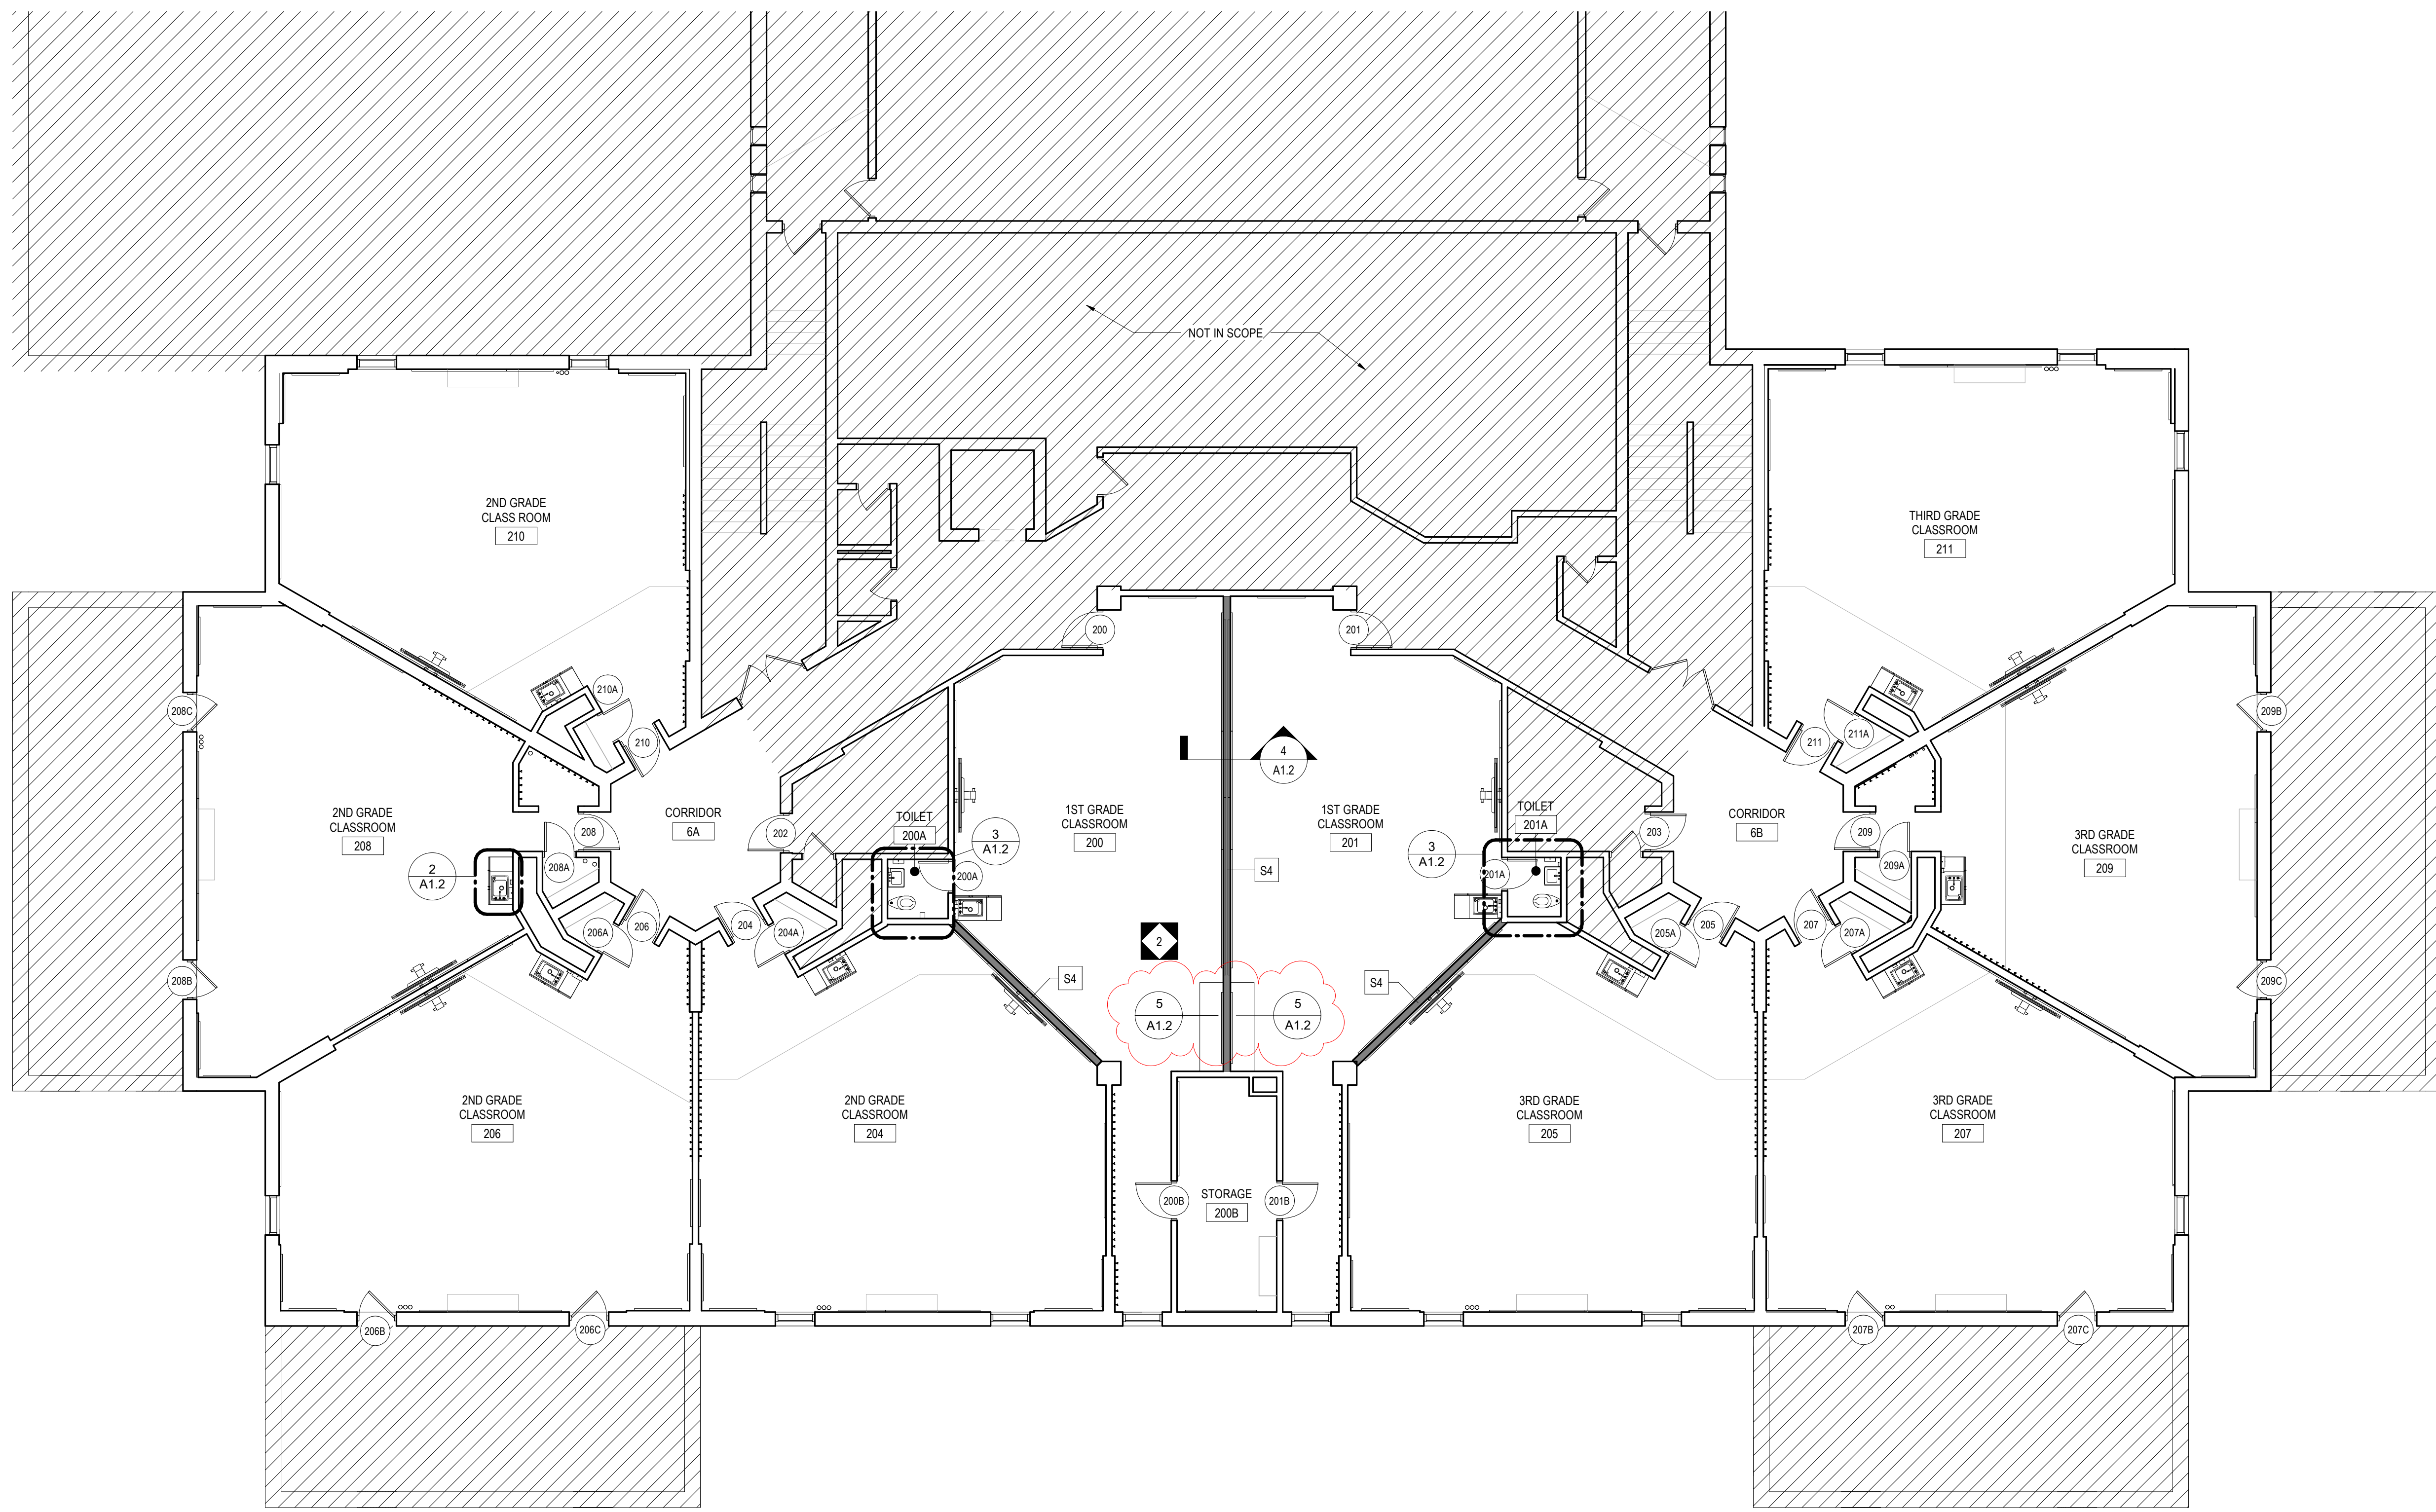 NOT IN SCOPE
2ND GRADE
CLASS ROOM
210
THIRD GRADE
CLASSROOM
211
200
201
210A
208C
209B
210
211
211A
4
A1.2
2ND GRADE
CLASSROOM
208
208
CORRIDOR
6A
202
TOILET
200A
3
A1.2
1ST GRADE
CLASSROOM
200
1ST GRADE
CLASSROOM
201
TOILET
201A
3
A1.2
203
CORRIDOR
6B
209
3RD GRADE
CLASSROOM
209
2
A1.2
208A
200A
S4
201A
209A
206A
206
204
204A
2
205A
205
207
207A
208B
S4
S4
209C
5
A1.2
5
A1.2
2ND GRADE
CLASSROOM
206
2ND GRADE
CLASSROOM
204
3RD GRADE
CLASSROOM
205
3RD GRADE
CLASSROOM
207
200B
STORAGE
200B
201B
206B
206C
207B
207C